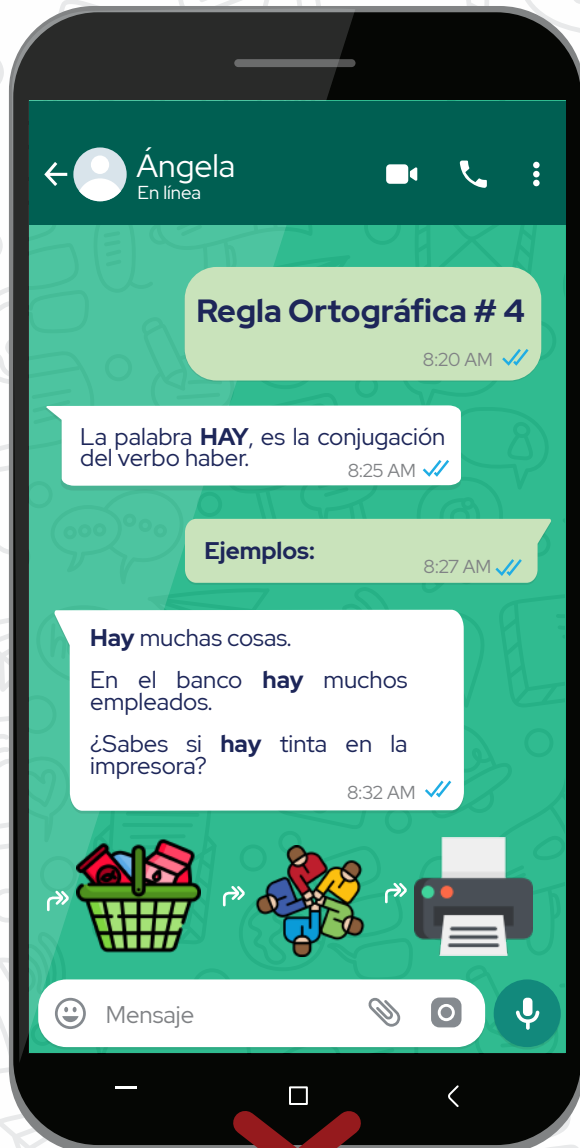 Ángela
En línea
Regla Ortográfica # 4
8:20 AM
La palabra HAY, es la conjugación
del verbo haber.
8:25 AM
Ejemplos:
8:27 AM
Hay muchas cosas.
En el banco hay muchos
empleados.
¿Sabes si hay tinta en la
impresora?
8:32 AM
Mensaje